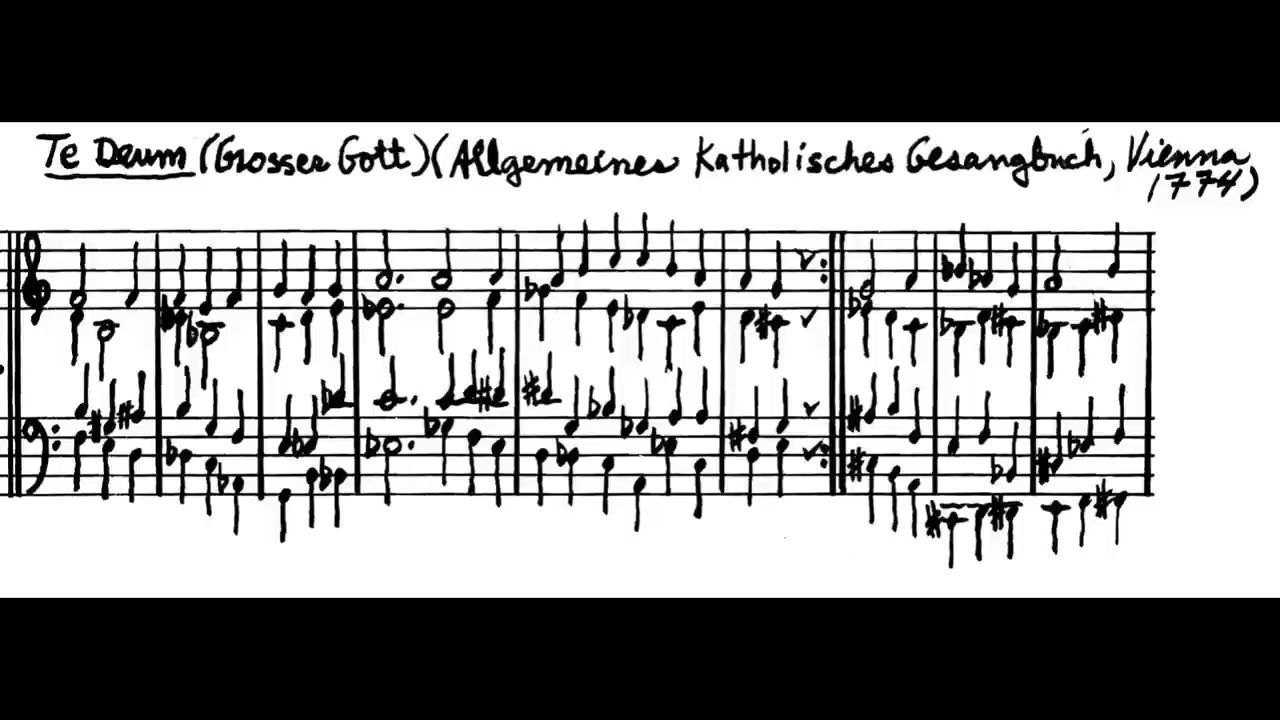 Te Deum (Grosser Gott) (Allgemeines Katholisches Gesangbuch, Vienna
1774)